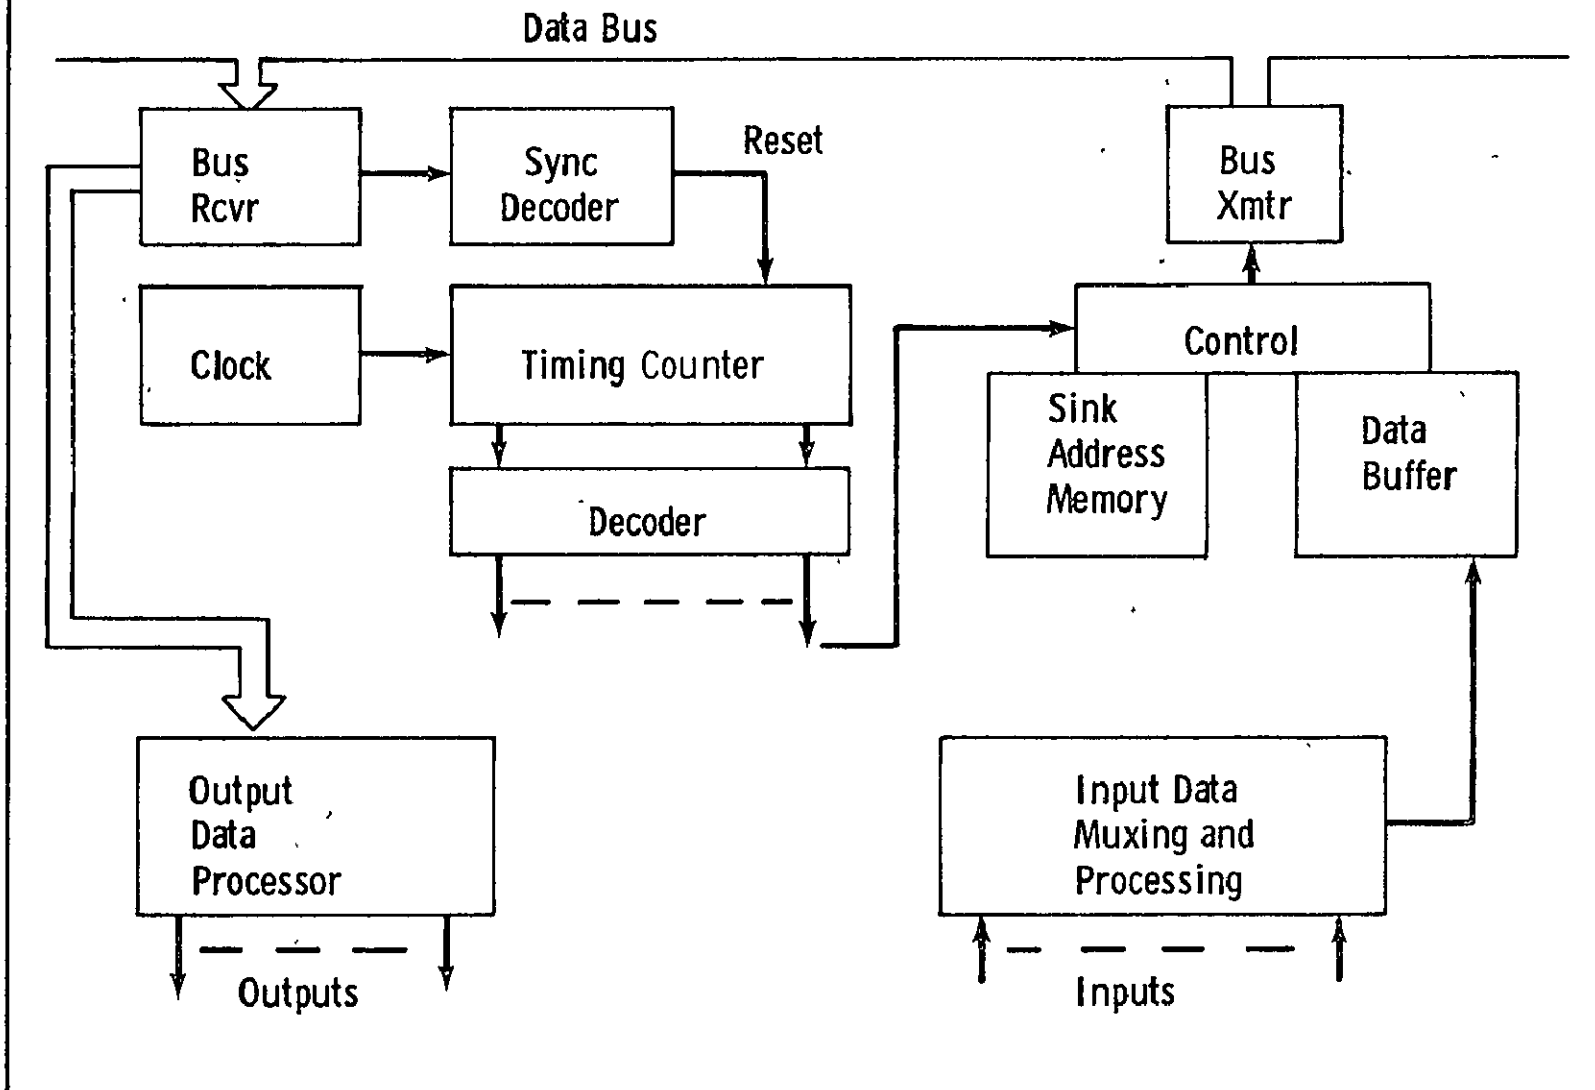 Data Bus
Bus
Rcvr
Sync
Decoder
Reset
Bus
Xmtr
Clock
Timing Counter
Control
Sink
Address
Memory
Data
Buffer
Decoder
Output
Data
Processor
Input Data
Muxing and
Processing
Outputs
Inputs